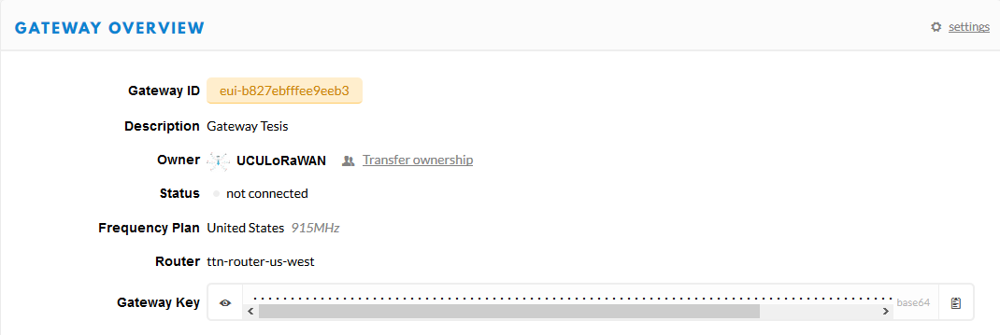 GATEWAY OVERVIEW
settings
Gateway ID eui-b827ebfffee9eeb3
Description Gateway Tesis
Owner UCULoRaWAN Transfer ownership
Status not connected
Frequency Plan United States 915MHz
Router ttn-router-us-west
Gateway Key base64